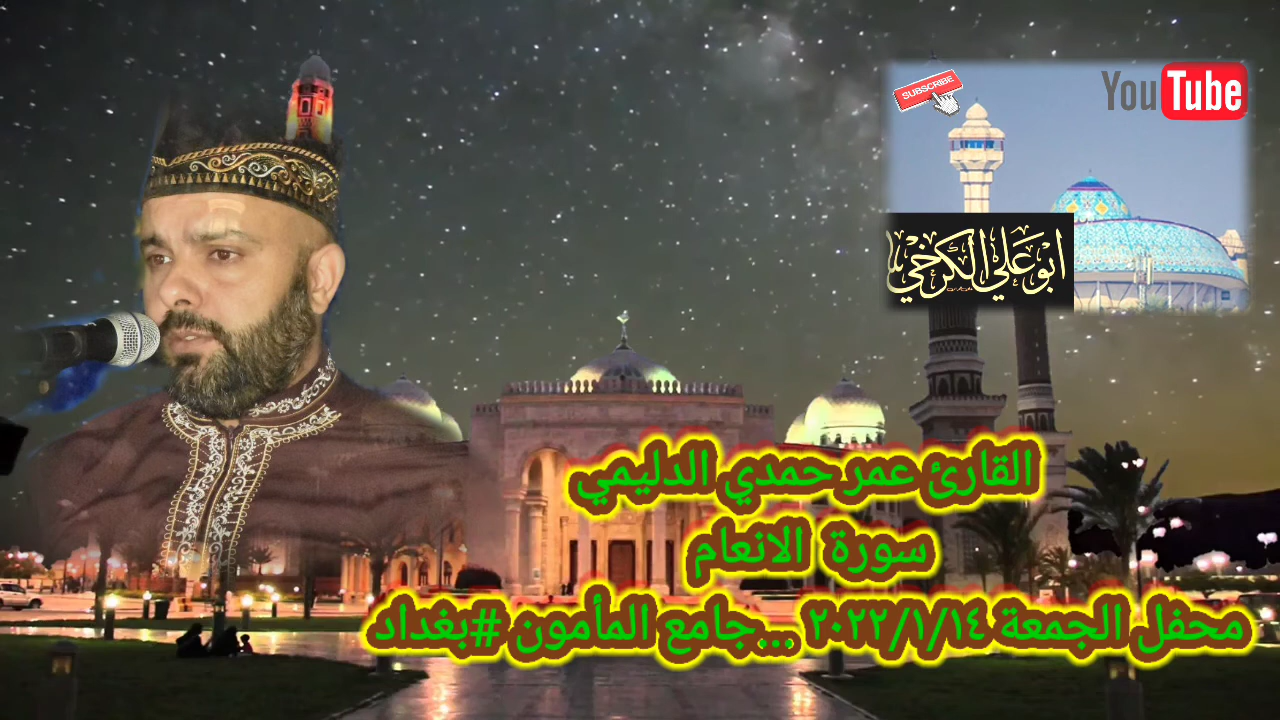 SUBSCRIBE
YouTube
ابو علي الكرخي
القارئ عمر حمدي الدليمي
سورة الانعام
محفل الجمعة ٢٠٢٢/١/١٤ ...جامع المأمون #بغداد